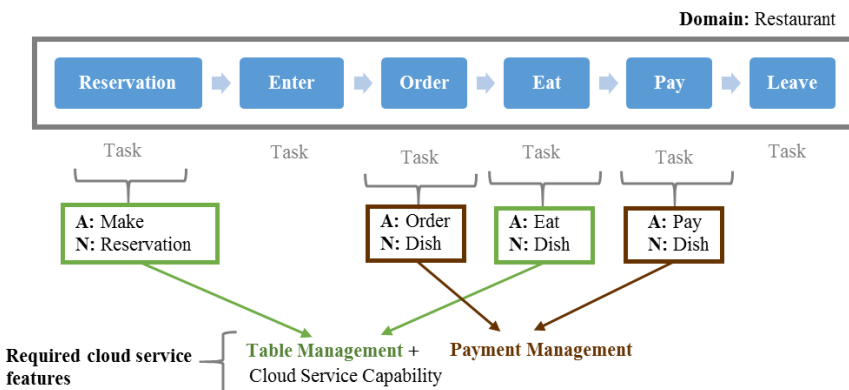 Domain: Restaurant
Reservation
Enter
Order
Eat
Pay
Leave
Task
Task
Task
Task
Task
Task
A: Make
N: Reservation
A: Order
N: Dish
A: Eat
N: Dish
A: Pay
N: Dish
Required cloud service
features
Table Management +
Cloud Service Capability
Payment Management